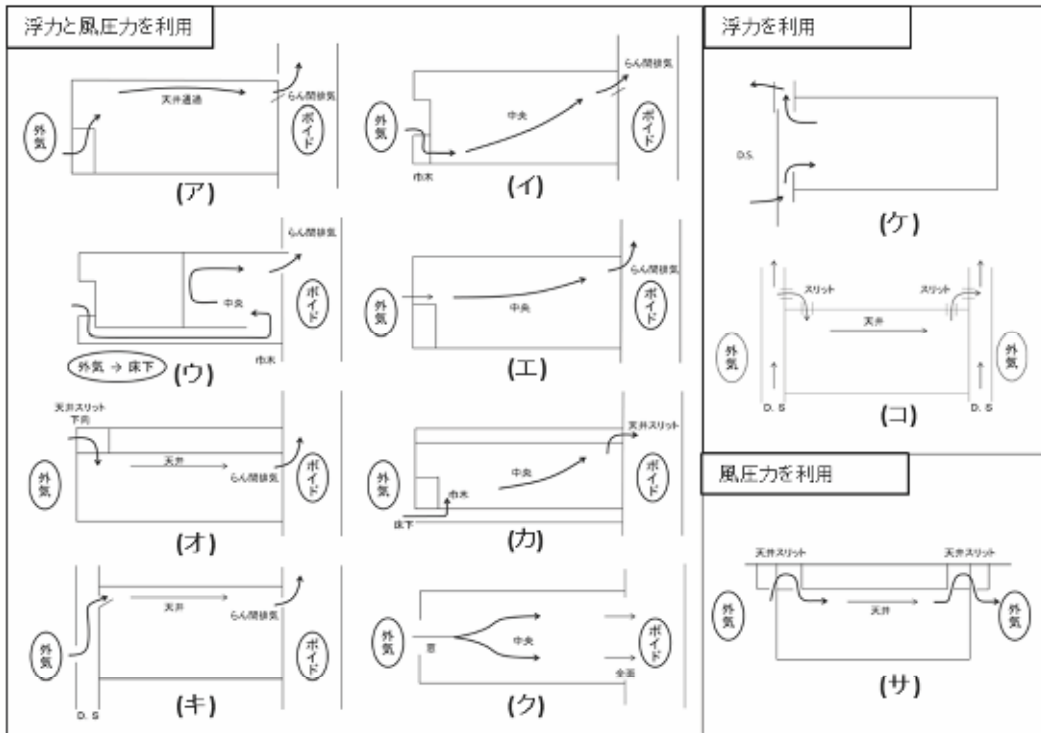 浮力と風圧力を利用
天井通過
らん間排気
外気
ボイド
(ア)
らん間排気
外気
中央
ボイド
巾木
(イ)
らん間排気
中央
ボイド
外気 → 床下
巾木
(ウ)
らん間排気
外気
中央
ボイド
(エ)
天井スリット
下向
外気
天井
らん間排気
ボイド
(オ)
天井スリット
外気
中央
巾木
ボイド
床下
(カ)
外気
天井
らん間排気
ボイド
D. S
(キ)
外気
窓
中央
ボイド
全面
(ク)
浮力を利用
D.S.
(ケ)
スリット
スリット
天井
外気
外気
D. S
D. S
(コ)
風圧力を利用
天井スリット
天井スリット
外気
天井
外気
(サ)